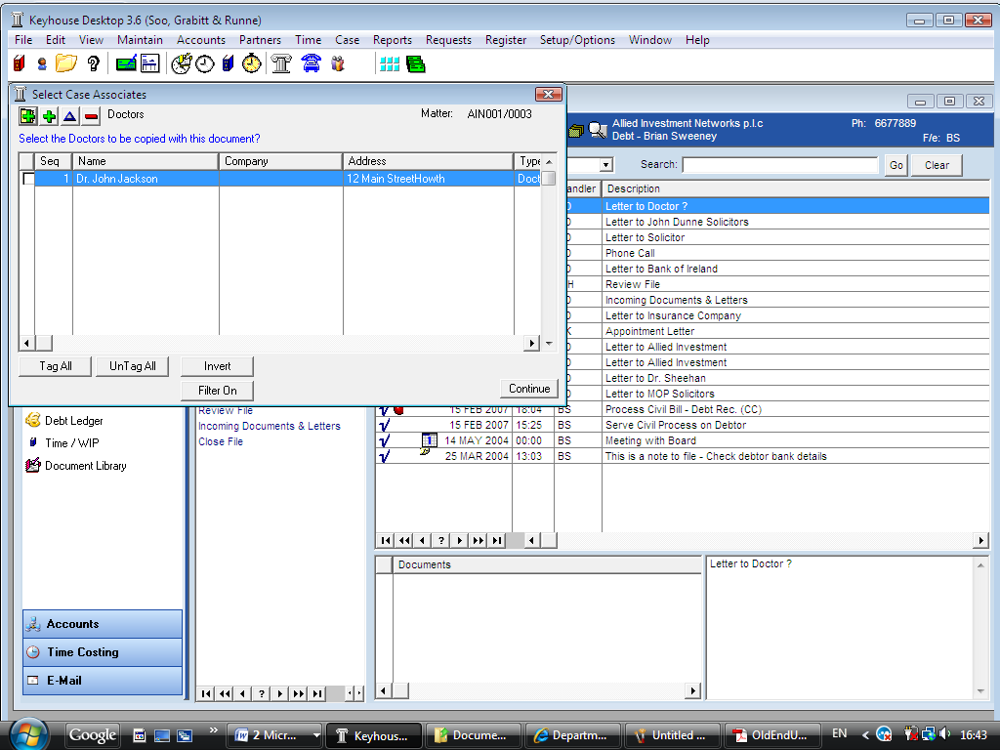 Keyhouse Desktop 3.6 (Soo, Grabitt & Runne)
File Edit View Maintain Accounts Partners Time Case Reports Requests Register Setup/Options Window Help
Select Case Associates
Doctors
Matter: AIN001/0003
Select the Doctors to be copied with this document?
Seq Name Company Address Type
1 Dr. John Jackson 12 Main StreetHowth Doct
Tag All UnTag All Invert
Filter On
Continue
Allied Investment Networks p.l.c Ph: 6677889
Debt - Brian Sweeney F/e: BS
Search: Go Clear
andler Description
Letter to Doctor ?
Letter to John Dunne Solicitors
Letter to Solicitor
Phone Call
Letter to Bank of Ireland
H Review File
Incoming Documents & Letters
Letter to Insurance Company
K Appointment Letter
Letter to Allied Investment
Letter to Allied Investment
Letter to Dr. Sheehan
Letter to MOP Solicitors
15 FEB 2007 18:04 BS Process Civil Bill - Debt Rec. (CC)
15 FEB 2007 15:25 BS Serve Civil Process on Debtor
14 MAY 2004 00:00 BS Meeting with Board
25 MAR 2004 13:03 BS This is a note to file - Check debtor bank details
Debt Ledger
Time / WIP
Document Library
Review File
Incoming Documents & Letters
Close File
Documents
Letter to Doctor ?
Accounts
Time Costing
E-Mail
Google
2 Micr...
Keyhous...
Docume...
Departm...
Untitled ...
OldEndU...
EN
16:43